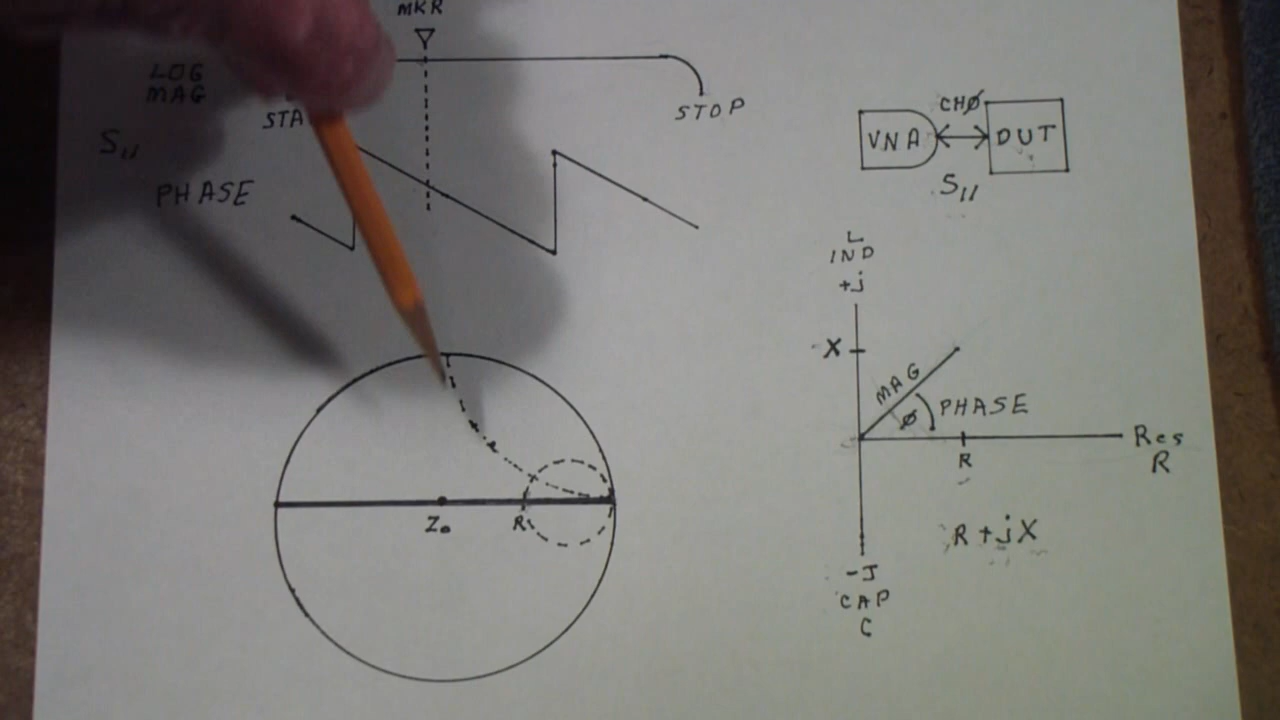 MKR
LOG
MAG
STA
STOP
S11
PHASE
VNA
CHØ
DUT
S11
L
IND
+j
X
MAG
Ø
PHASE
Res
R
R
R+jX
-J
CAP
C
Zo
R